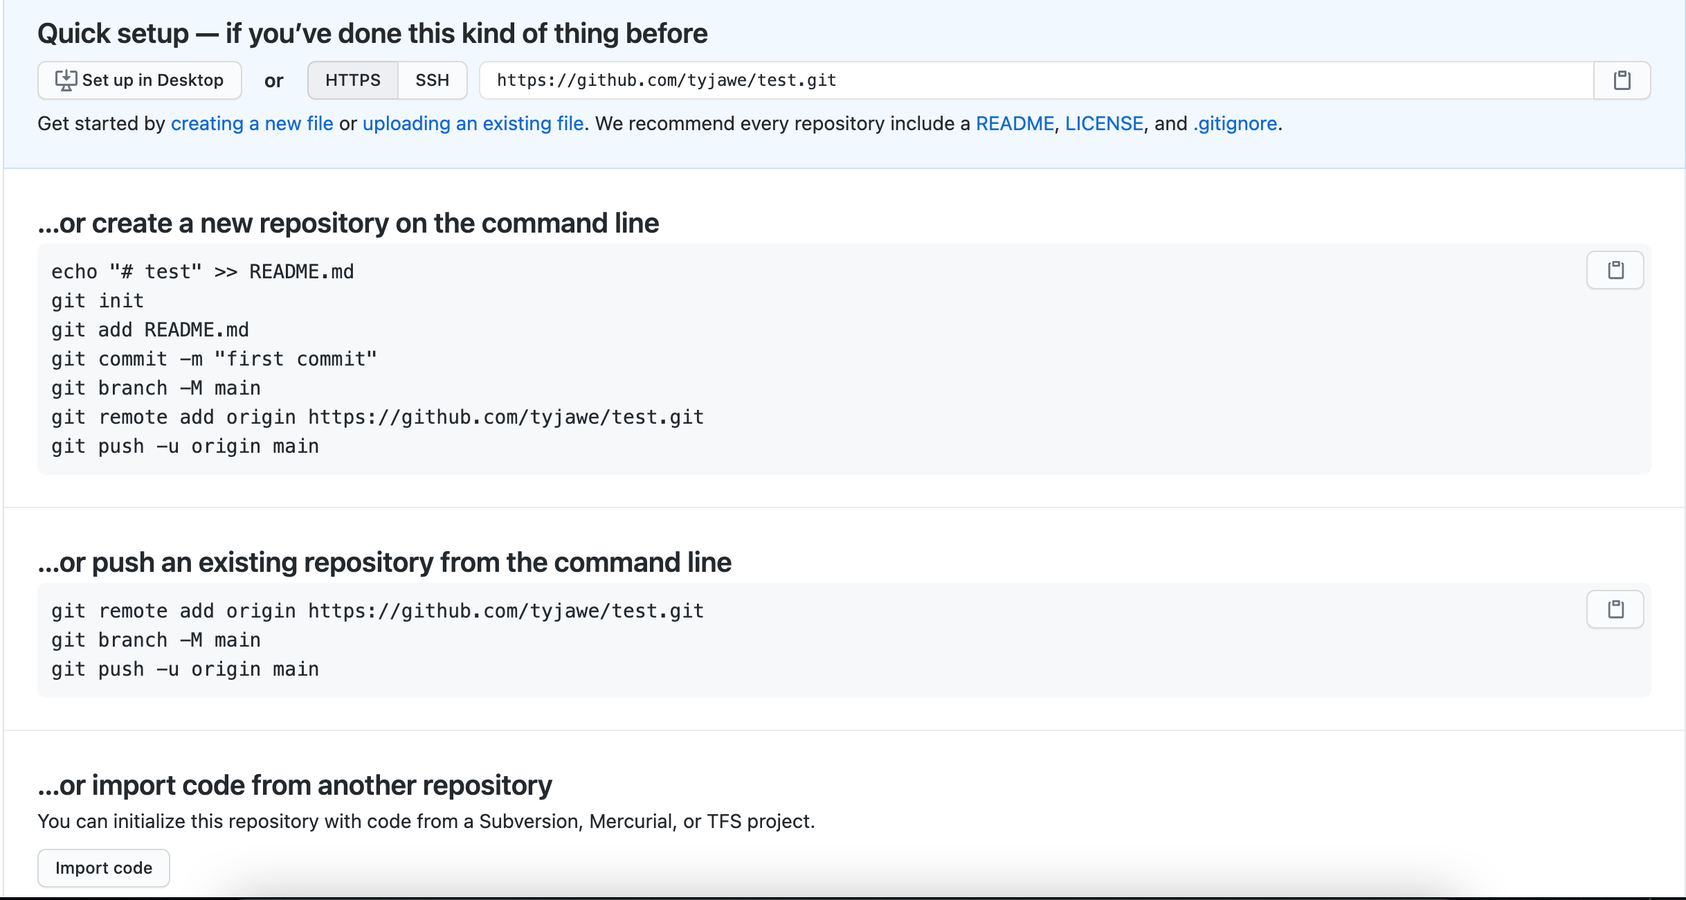 Quick setup — if you’ve done this kind of thing before
Set up in Desktop or HTTPS SSH https://github.com/tyjawe/test.git
Get started by creating a new file or uploading an existing file. We recommend every repository include a README, LICENSE, and .gitignore.
…or create a new repository on the command line
echo "# test" >> README.md
git init
git add README.md
git commit -m "first commit"
git branch -M main
git remote add origin https://github.com/tyjawe/test.git
git push -u origin main
…or push an existing repository from the command line
git remote add origin https://github.com/tyjawe/test.git
git branch -M main
git push -u origin main
…or import code from another repository
You can initialize this repository with code from a Subversion, Mercurial, or TFS project.
Import code